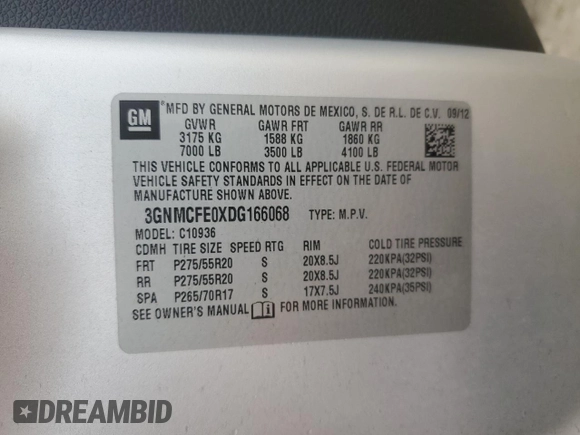 GM
*MFD BY GENERAL MOTORS DE MEXICO, S. DE R.L. DE C.V. 09/12
GVWR GAWR FRT GAWR RR
3175 KG 1588 KG 1860 KG
7000 LB 3500 LB 4100 LB
THIS VEHICLE CONFORMS TO ALL APPLICABLE U.S. FEDERAL MOTOR
VEHICLE SAFETY STANDARDS IN EFFECT ON THE DATE OF
MANUFACTURE SHOWN ABOVE.
3GNMCFE0XDG166068 TYPE: M.P.V.
MODEL: C10936
CDMH TIRE SIZE SPEED RTG RIM COLD TIRE PRESSURE
FRT P275/55R20 S 20X8.5J 220KPA(32PSI)
RR P275/55R20 S 20X8.5J 220KPA(32PSI)
SPA P265/70R17 S 17X7.5J 240KPA(35PSI)
SEE OWNER'S MANUAL FOR MORE INFORMATION.
DREAMBID